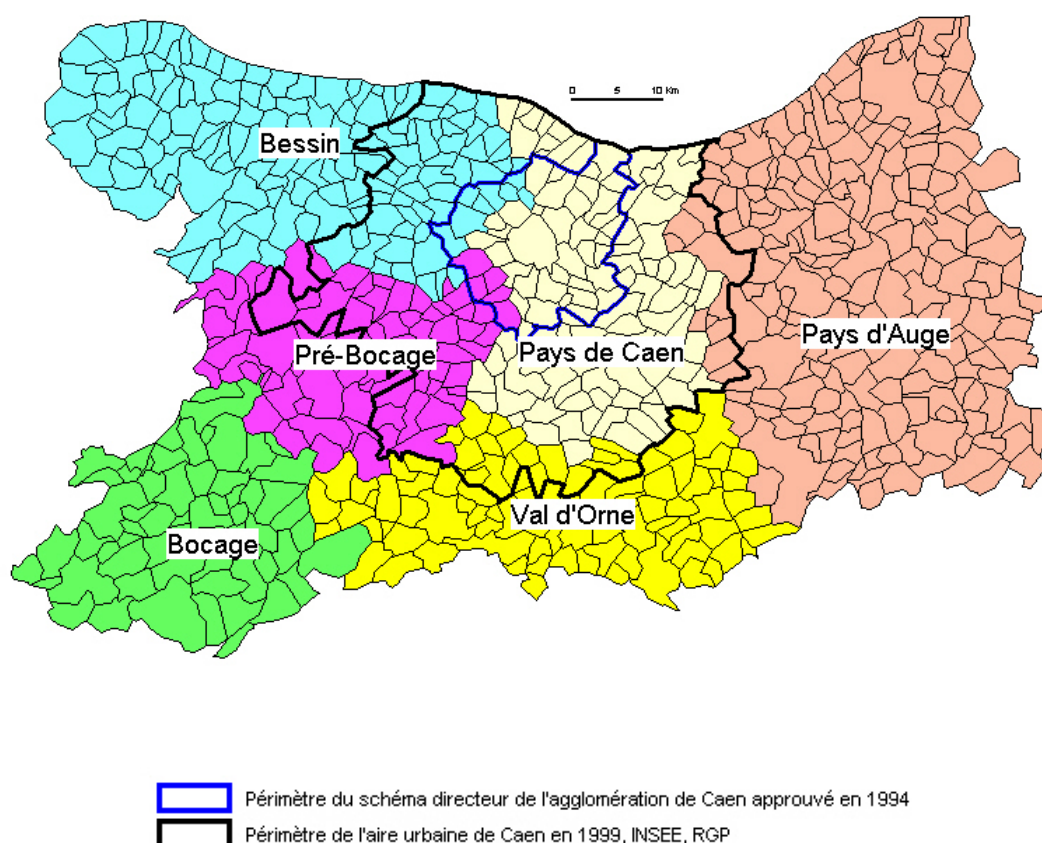 0 5 10 Km
Bessin
Pays d'Auge
Pré-Bocage
Pays de Caen
Val d'Orne
Bocage
Périmètre du schéma directeur de l'agglomération de Caen approuvé en 1994
Périmètre de l'aire urbaine de Caen en 1999, INSEE, RGP